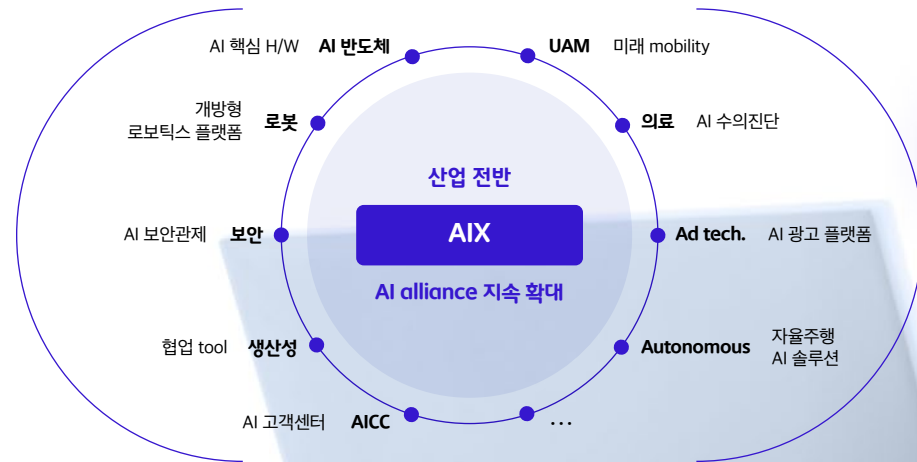 AI 핵심 H/W AI 반도체
UAM 미래 mobility
개방형
로보틱스 플랫폼 로봇
의료 AI 수의진단
산업 전반
AI 보안관제 보안
AIX
Ad tech. AI 광고 플랫폼
AI alliance 지속 확대
협업 tool 생산성
Autonomous 자율주행
AI 솔루션
AI 고객센터 AICC
...